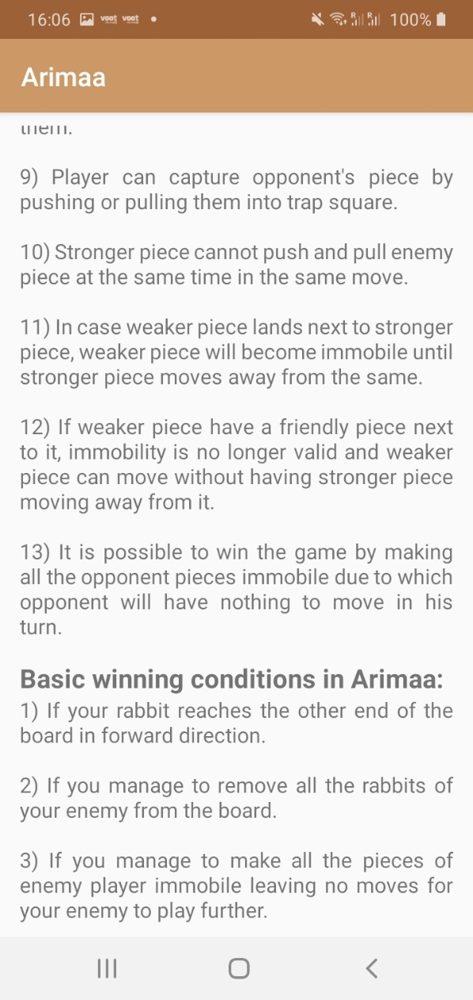 16:06 voot voot R R 100%
Arimaa
them.
9) Player can capture opponent's piece by
pushing or pulling them into trap square.
10) Stronger piece cannot push and pull enemy
piece at the same time in the same move.
11) In case weaker piece lands next to stronger
piece, weaker piece will become immobile until
stronger piece moves away from the same.
12) If weaker piece have a friendly piece next
to it, immobility is no longer valid and weaker
piece can move without having stronger piece
moving away from it.
13) It is possible to win the game by making
all the opponent pieces immobile due to which
opponent will have nothing to move in his
turn.
Basic winning conditions in Arimaa:
1) If your rabbit reaches the other end of the
board in forward direction.
2) If you manage to remove all the rabbits of
your enemy from the board.
3) If you manage to make all the pieces of
enemy player immobile leaving no moves for
your enemy to play further.